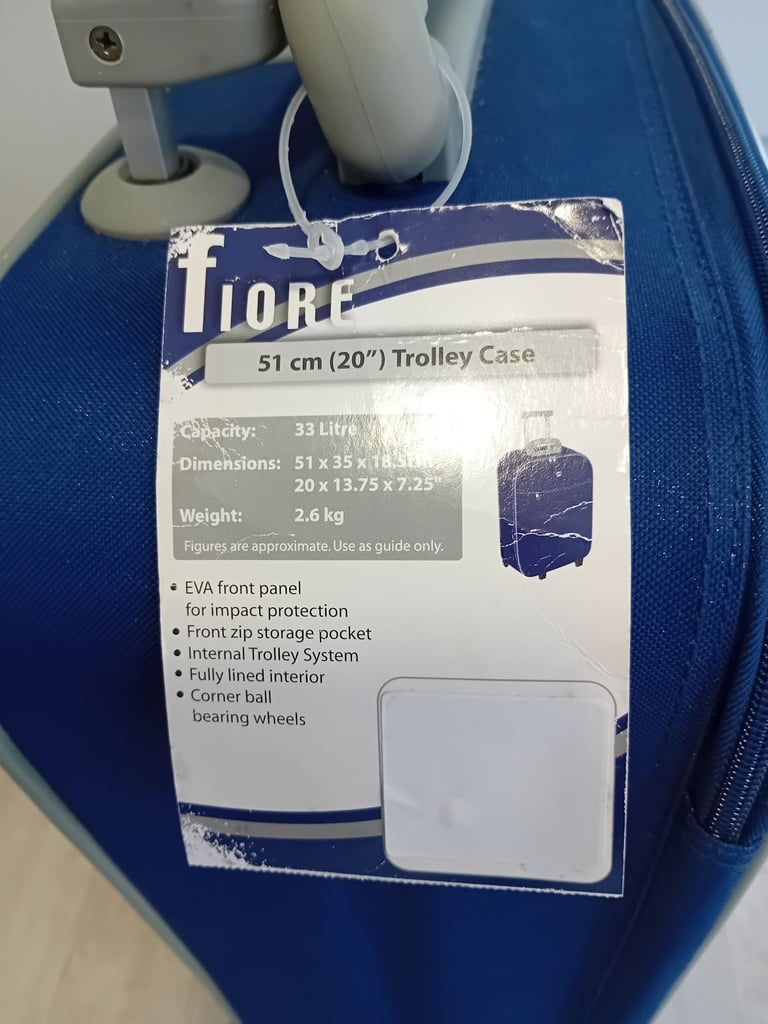 fIORE
51 cm (20”) Trolley Case
Capacity: 33 Litre
Dimensions: 51 x 35 x 18.5cm
20 x 13.75 x 7.25"
Weight: 2.6 kg
Figures are approximate. Use as guide only.
• EVA front panel
for impact protection
• Front zip storage pocket
• Internal Trolley System
• Fully lined interior
• Corner ball
bearing wheels